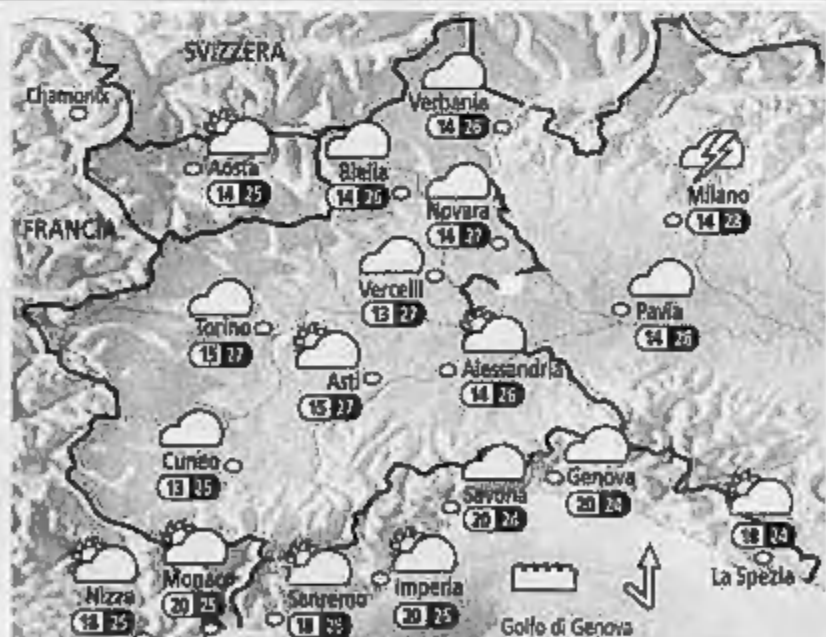 SVIZZERA
Chamonix
Verbania
14
Aosta
14 25
Biella
14
Milano
14
Novara
14 27
FRANCIA
Vercelli
13 27
Pavia
14
Torino
15 27
Asti
15 27
Alessandria
14 26
Cuneo
13 25
Savona
20
Genova
20
18 24
La Spezia
Nizza
18 25
Monaco
20 25
Sanremo
18
Imperia
20 25
Golfo di Genova